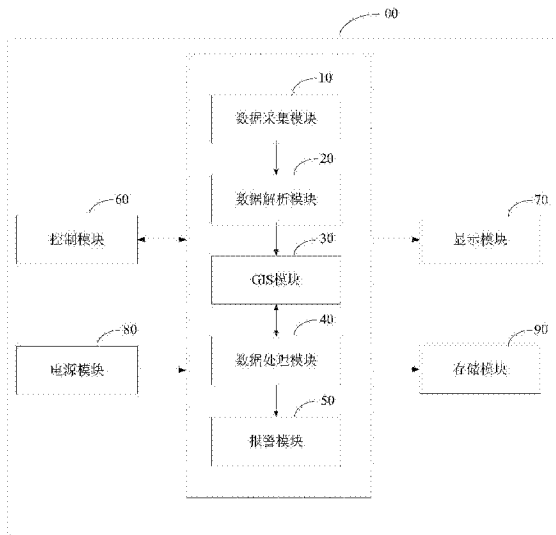 00
10
数据采集模块
20
数据解析模块
60
控制模块
30
GIS模块
70
显示模块
80
电源模块
40
数据处理模块
90
存储模块
50
报警模块